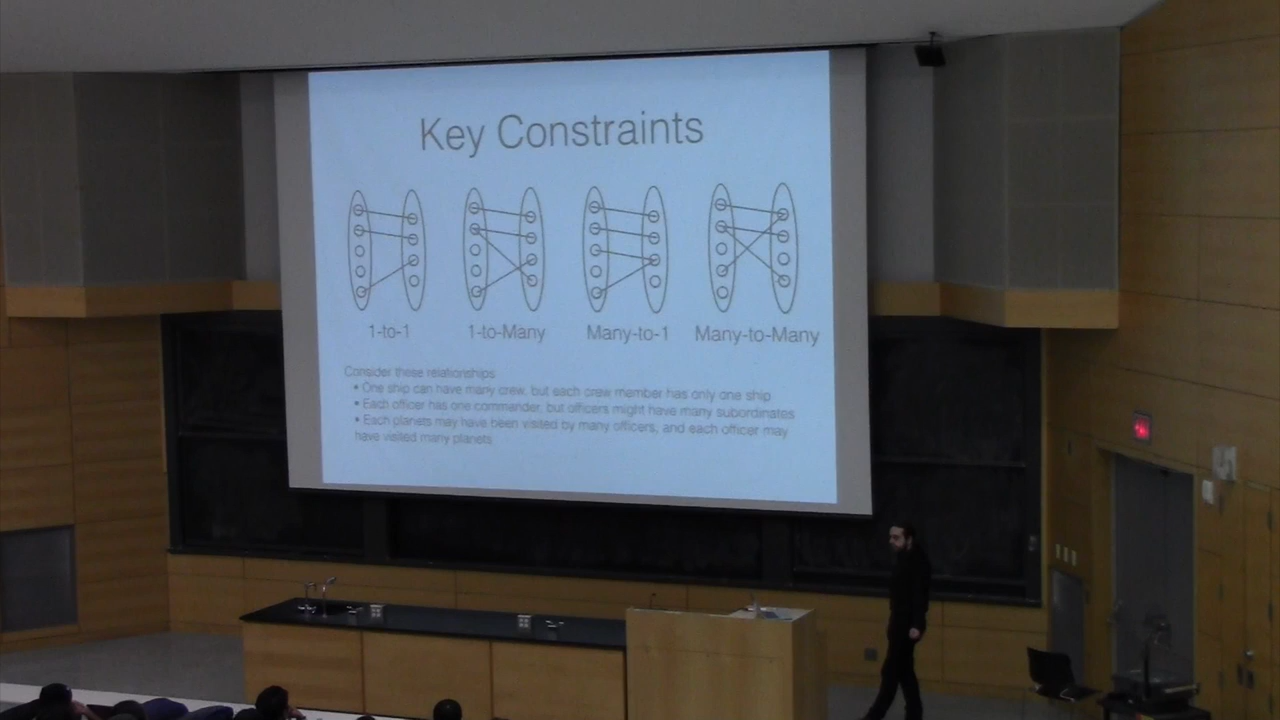 Key Constraints
1-to-1 1-to-Many Many-to-1 Many-to-Many
Consider these relationships
• One ship can have many crew, but each crew member has only one ship
• Each officer has one commander, but officers might have many subordinates
• Each planets may have been visited by many officers, and each officer may
have visited many planets